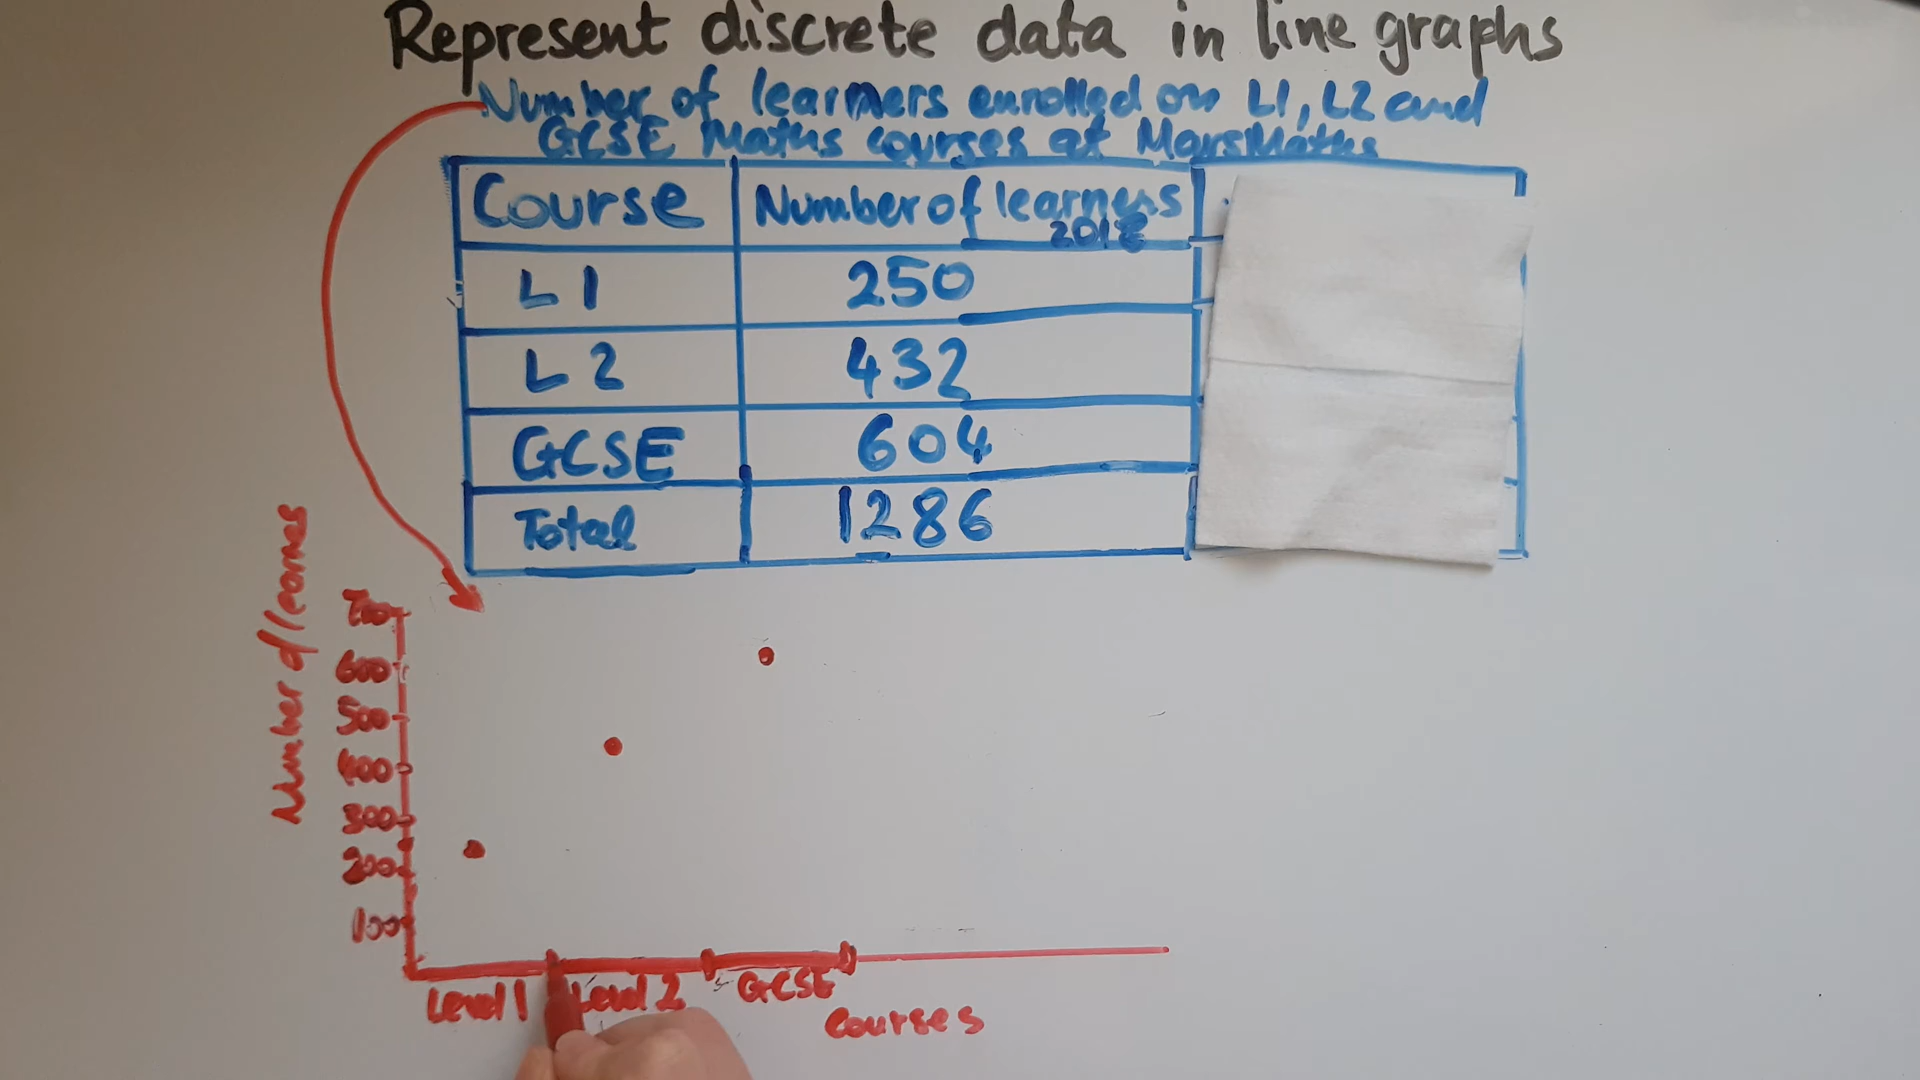 Represent discrete data in line graphs
Number of learners enrolled on L1, L2 and
GCSE Maths courses at MarsMaths
Course Number of learners
2018
L1 250
L2 432
GCSE 604
Total 1286
Number of learnes
700
600
500
400
300
200
100
Level 1 Level 2 GCSE
Courses